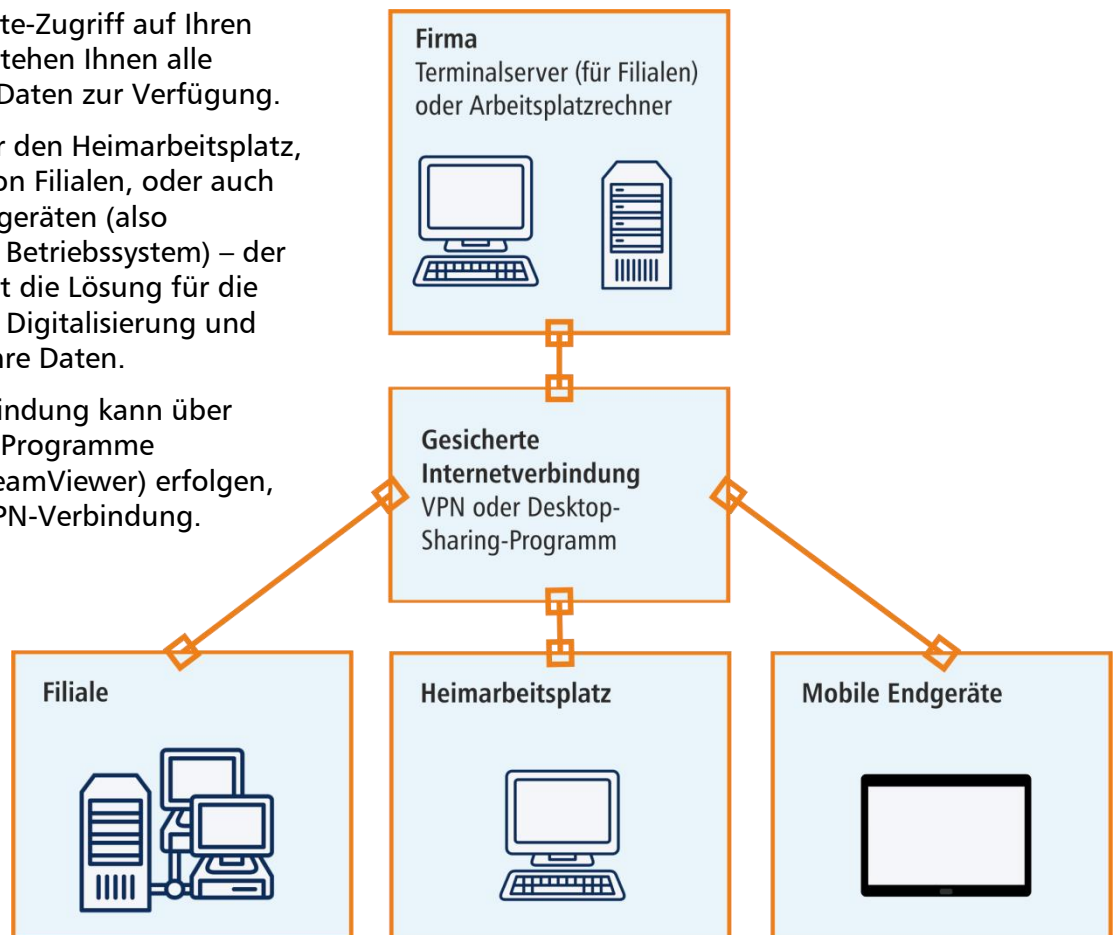 te-Zugriff auf Ihren
tehen Ihnen alle
Daten zur Verfügung.
r den Heimarbeitsplatz,
on Filialen, oder auch
geräten (also
Betriebssystem) – der
t die Lösung für die
Digitalisierung und
hre Daten.
bindung kann über
Programme
eamViewer) erfolgen,
PN-Verbindung.
Firma
Terminalserver (für Filialen)
oder Arbeitsplatzrechner
Gesicherte
Internetverbindung
VPN oder Desktop-
Sharing-Programm
Filiale
Heimarbeitsplatz
Mobile Endgeräte